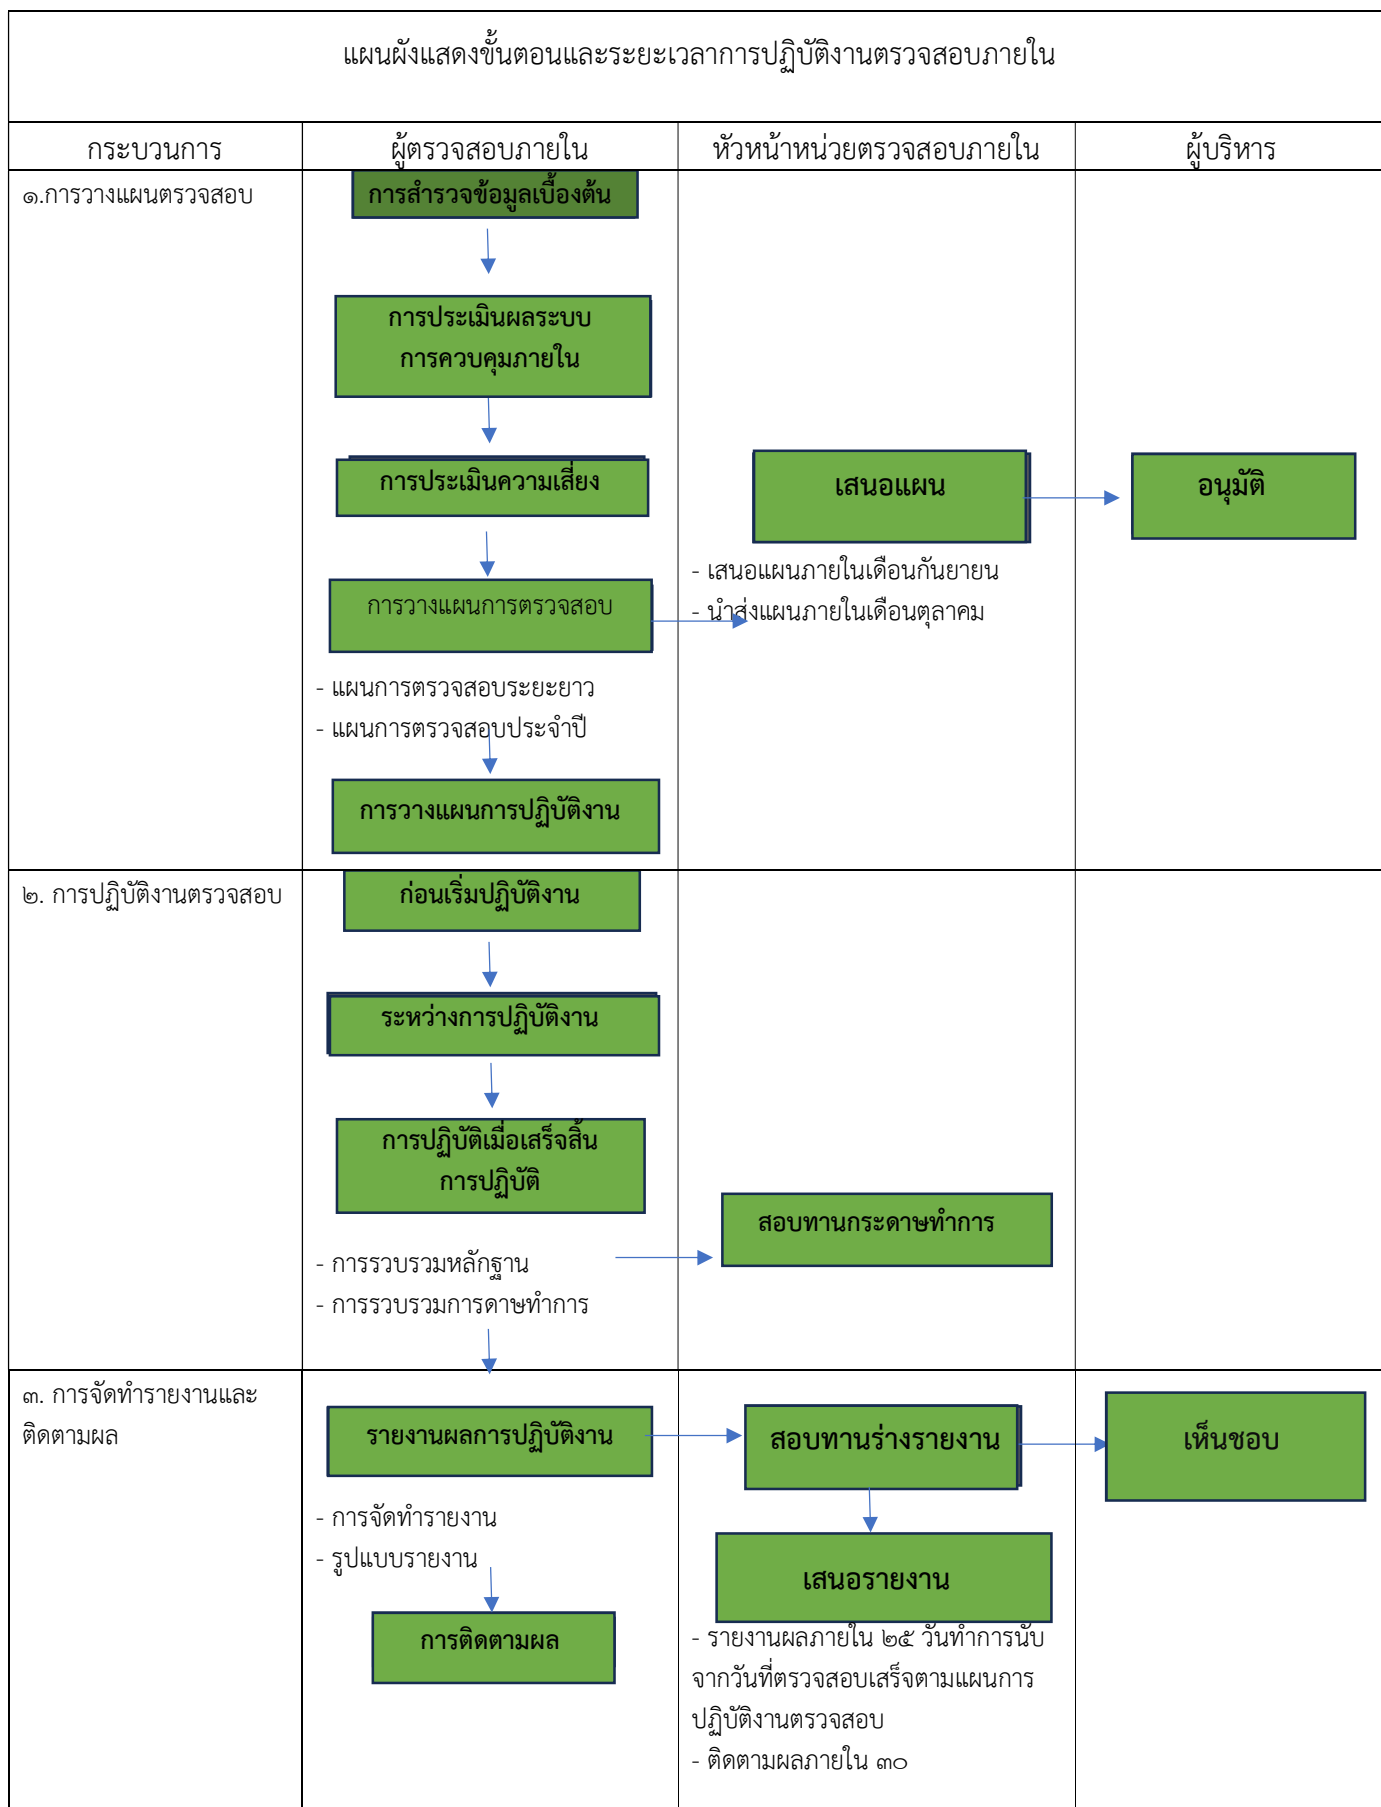 แผนผังแสดงขั้นตอนและระยะเวลาการปฏิบัติงานตรวจสอบภายใน
กระบวนการ
ผู้ตรวจสอบภายใน
หัวหน้าหน่วยตรวจสอบภายใน
ผู้บริหาร
๑.การวางแผนตรวจสอบ
การสำรวจข้อมูลเบื้องต้น
การประเมินผลระบบ
การควบคุมภายใน
การประเมินความเสี่ยง
เสนอแผน
อนุมัติ
- เสนอแผนภายในเดือนกันยายน
- นำส่งแผนภายในเดือนตุลาคม
การวางแผนการตรวจสอบ
- แผนการตรวจสอบระยะยาว
- แผนการตรวจสอบประจำปี
การวางแผนการปฏิบัติงาน
๒. การปฏิบัติงานตรวจสอบ
ก่อนเริ่มปฏิบัติงาน
ระหว่างการปฏิบัติงาน
การปฏิบัติเมื่อเสร็จสิ้น
การปฏิบัติ
สอบทานกระดาษทำการ
- การรวบรวมหลักฐาน
- การรวบรวมการดาษทำการ
๓. การจัดทำรายงานและ
ติดตามผล
รายงานผลการปฏิบัติงาน
สอบทานร่างรายงาน
เห็นชอบ
- การจัดทำรายงาน
- รูปแบบรายงาน
เสนอรายงาน
การติดตามผล
- รายงานผลภายใน ๒๕ วันทำการนับ
จากวันที่ตรวจสอบเสร็จตามแผนการ
ปฏิบัติงานตรวจสอบ
- ติดตามผลภายใน ๓๐